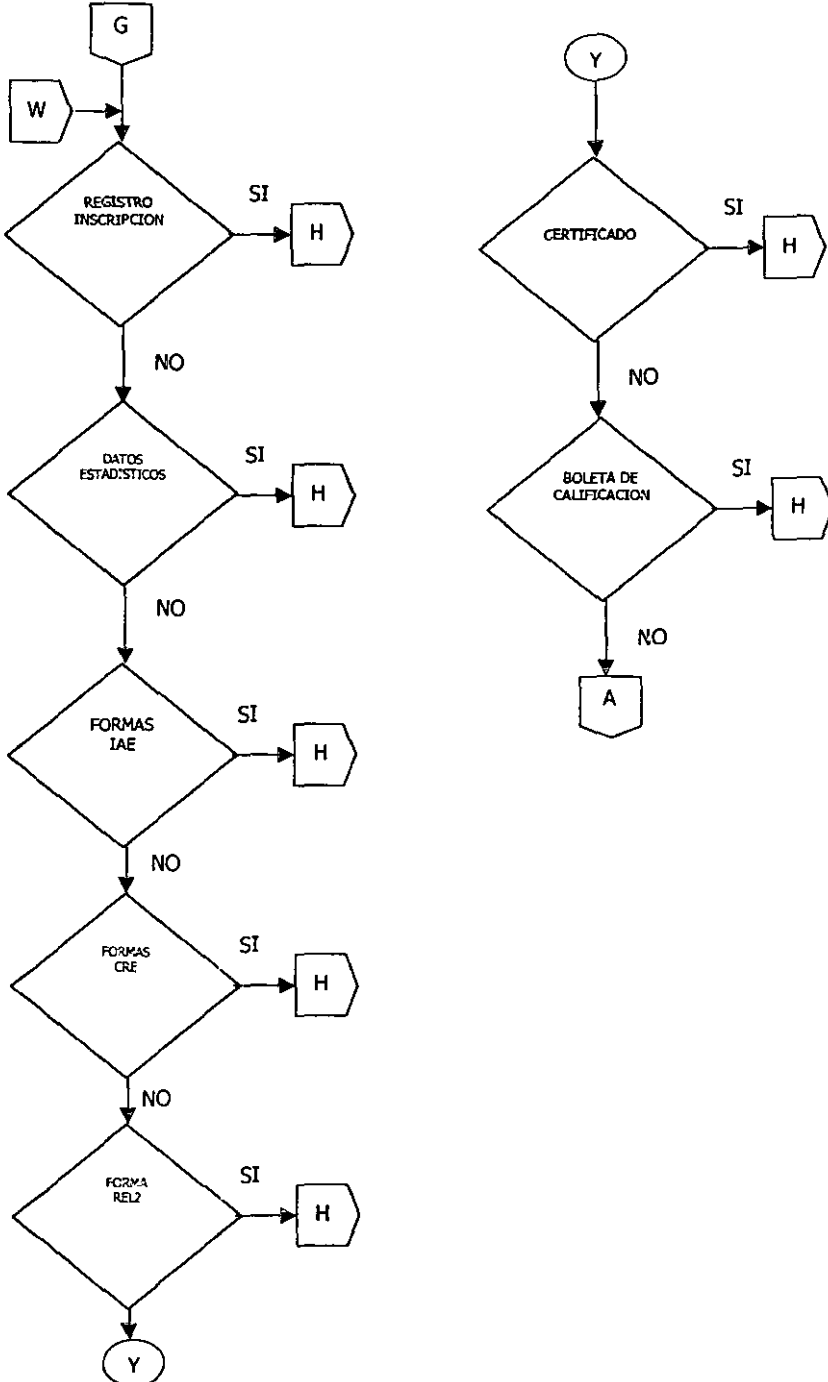 G
W
REGISTRO
INSCRIPCION
SI
H
NO
DATOS
ESTADISTICOS
SI
H
NO
FORMAS
IAE
SI
H
NO
FORMAS
CRE
SI
H
NO
FORMA
REL2
SI
H
Y
Y
CERTIFICADO
SI
H
NO
BOLETA DE
CALIFICACION
SI
H
NO
A